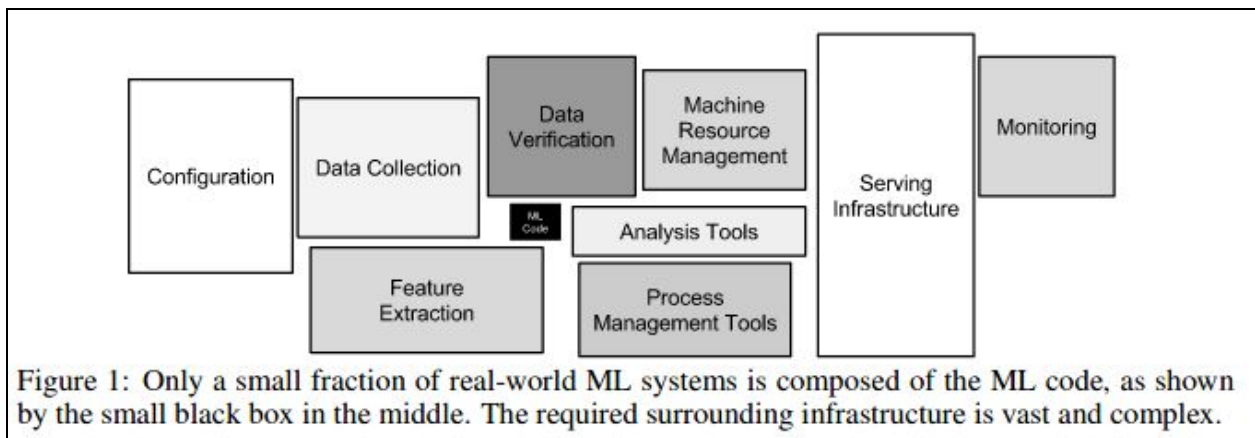 Configuration
Data Collection
Data
Verification
Machine
Resource
Management
Serving
Infrastructure
Monitoring
ML
Code
Analysis Tools
Feature
Extraction
Process
Management Tools
Figure 1: Only a small fraction of real-world ML systems is composed of the ML code, as shown
by the small black box in the middle. The required surrounding infrastructure is vast and complex.